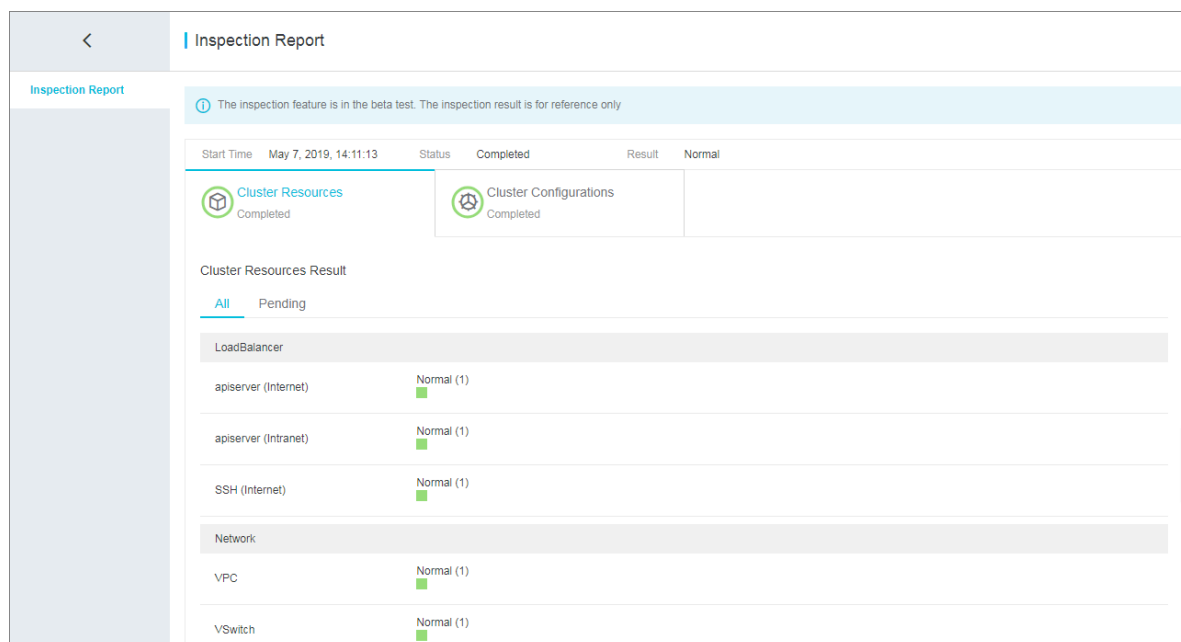 Inspection Report
Inspection Report
The inspection feature is in the beta test. The inspection result is for reference only
Start Time May 7, 2019, 14:11:13 Status Completed Result Normal
Cluster Resources
Completed
Cluster Configurations
Completed
Cluster Resources Result
All Pending
LoadBalancer
apiserver (Internet) Normal (1)
apiserver (Intranet) Normal (1)
SSH (Internet) Normal (1)
Network
VPC Normal (1)
VSwitch Normal (1)